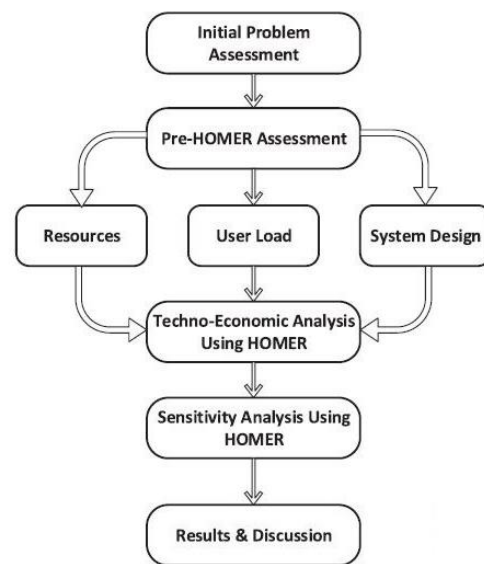 Initial Problem
Assessment
Pre-HOMER Assessment
Resources
User Load
System Design
Techno-Economic Analysis
Using HOMER
Sensitivity Analysis Using
HOMER
Results & Discussion